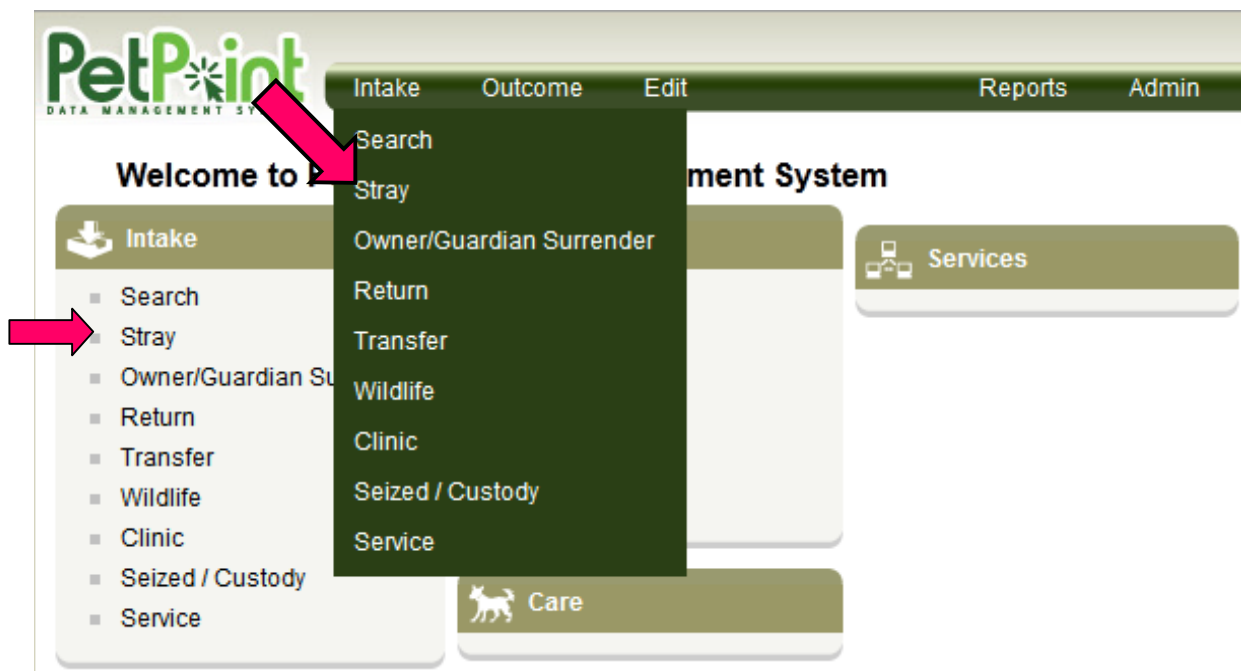 PetPoint
DATA MANAGEMENT SY
Intake Outcome Edit Reports Admin
Search
Stray
Owner/Guardian Surrender
Return
Transfer
Wildlife
Clinic
Seized / Custody
Service
Welcome to ment System
Intake
Search
Stray
Owner/Guardian Su
Return
Transfer
Wildlife
Clinic
Seized / Custody
Service
Care
Services